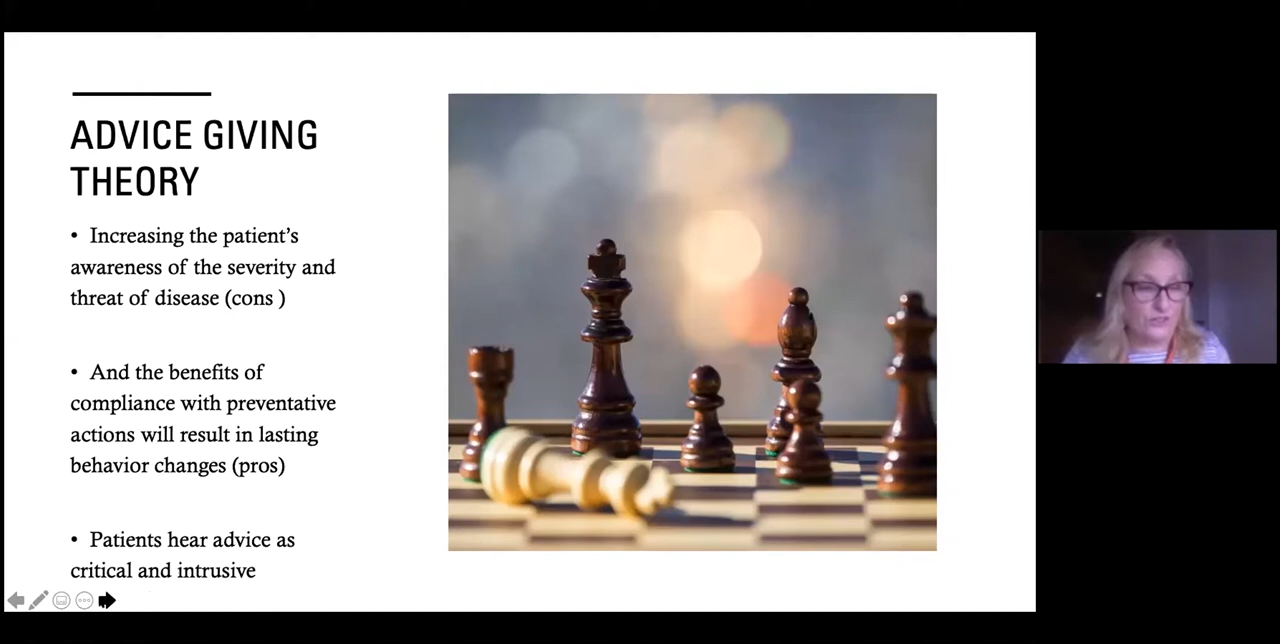 ADVICE GIVING
THEORY
• Increasing the patient’s
awareness of the severity and
threat of disease (cons )
• And the benefits of
compliance with preventative
actions will result in lasting
behavior changes (pros)
• Patients hear advice as
critical and intrusive